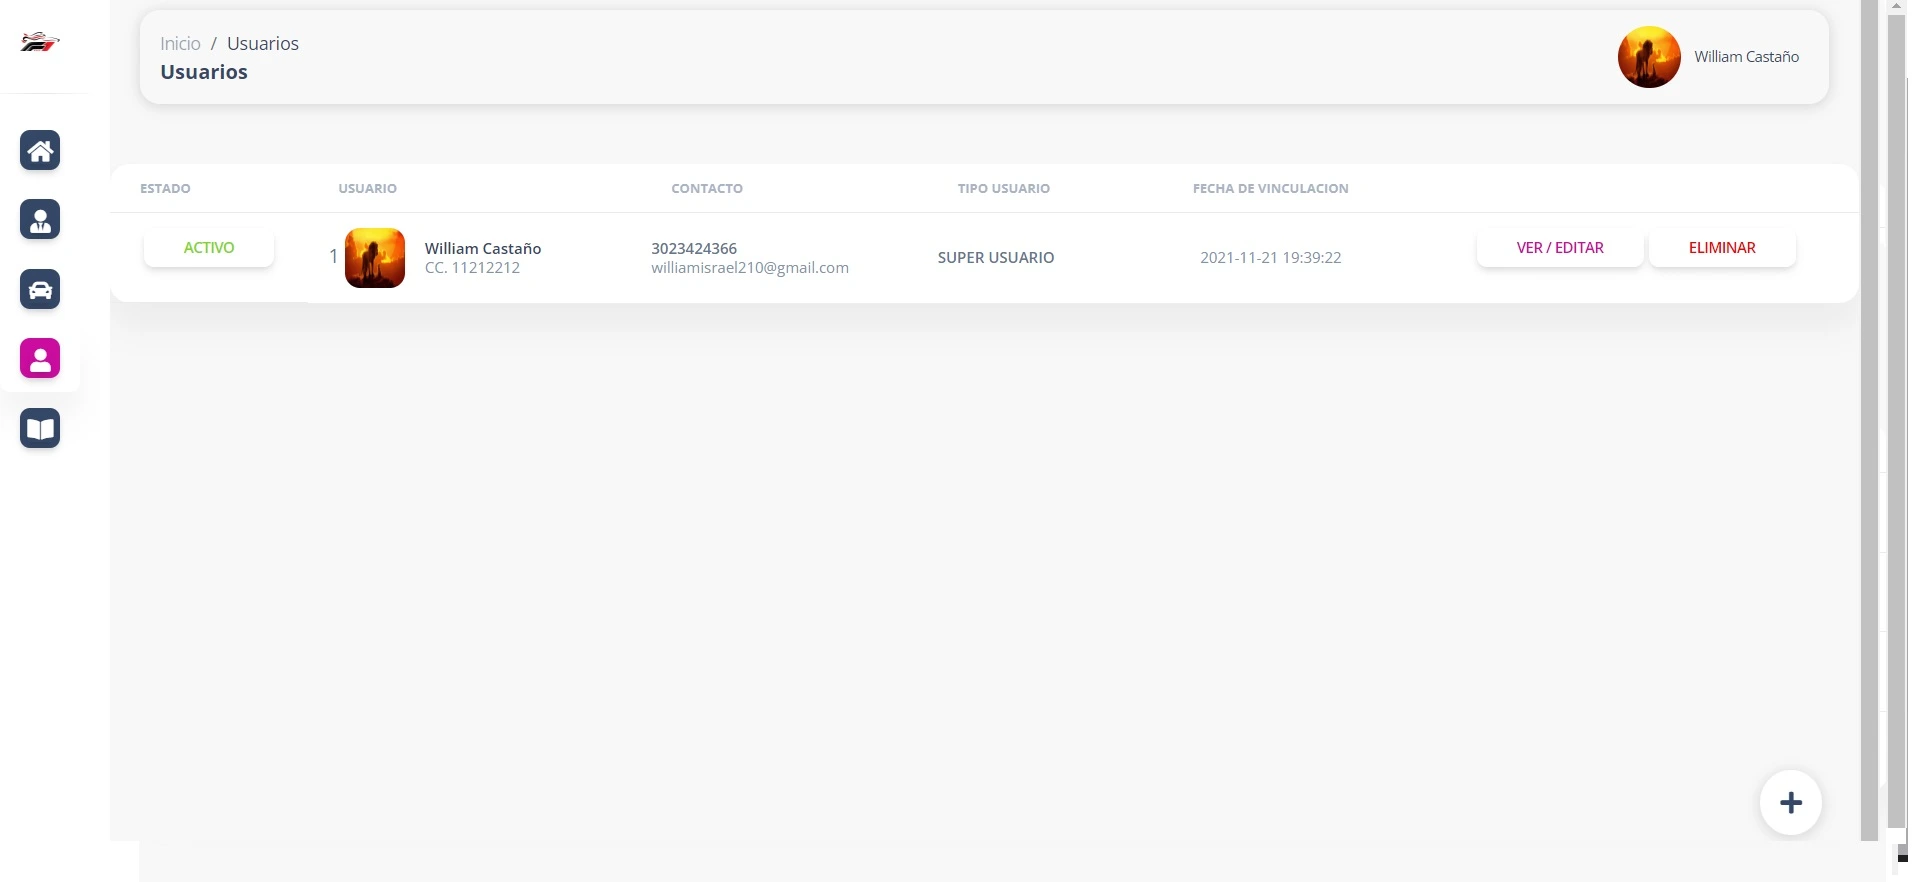 Inicio / Usuarios
Usuarios
William Castaño
ESTADO USUARIO CONTACTO TIPO USUARIO FECHA DE VINCULACION
ACTIVO 1 William Castaño 3023424366 SUPER USUARIO 2021-11-21 19:39:22 VER / EDITAR ELIMINAR
CC. 11212212 williamisrael210@gmail.com